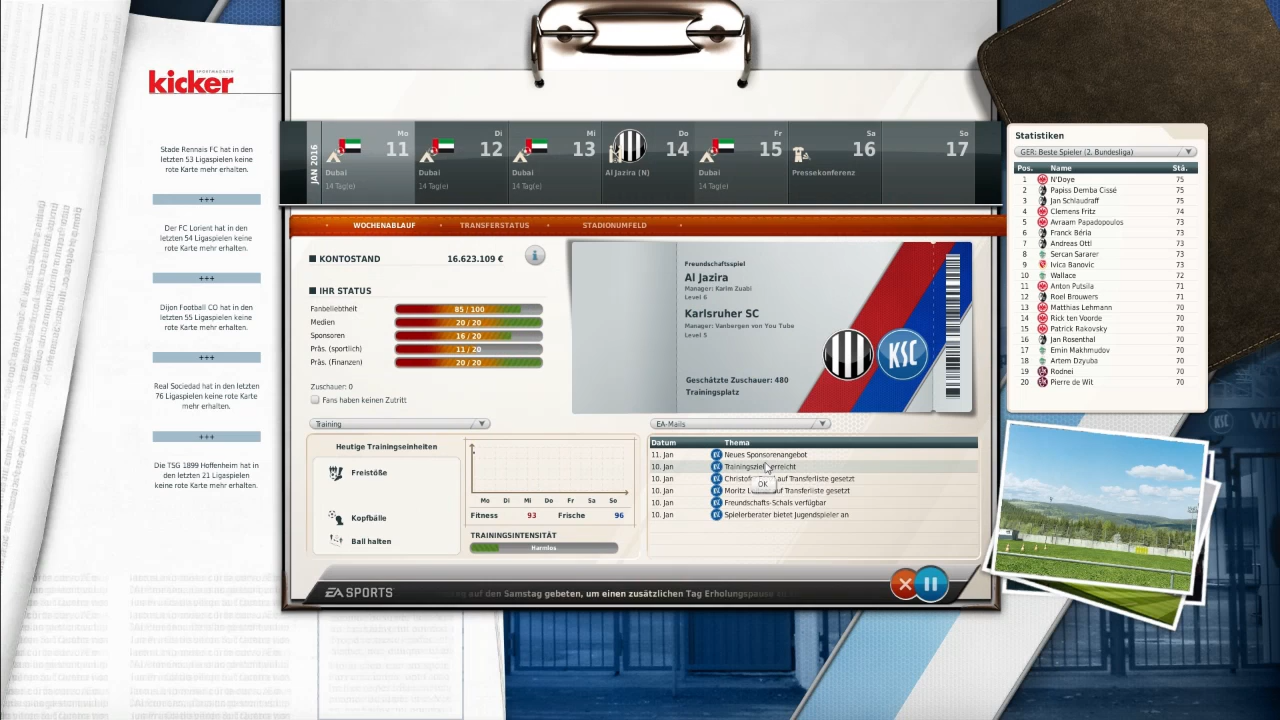 SPORTMAGAZIN
kicker
Stade Rennais FC hat in den
letzten 53 Ligaspielen keine
rote Karte mehr erhalten.
+++
Der FC Lorient hat in den
letzten 54 Ligaspielen keine
rote Karte mehr erhalten.
+++
Dijon Football CO hat in den
letzten 55 Ligaspielen keine
rote Karte mehr erhalten.
+++
Real Sociedad hat in den letzten
76 Ligaspielen keine rote Karte
mehr erhalten.
+++
Die TSG 1899 Hoffenheim hat in
den letzten 21 Ligaspielen
keine rote Karte mehr erhalten.
JAN 2016
Mo 11 Dubai 14 Tag(e)
Di 12 Dubai 14 Tag(e)
Mi 13 Dubai 14 Tag(e)
Do 14 Al Jazira (N)
Fr 15 Dubai 14 Tag(e)
Sa 16 Pressekonferenz
So 17
WOCHENABLAUF TRANSFERSTATUS STADIONUMFELD
KONTOSTAND 16.623.109 €
IHR STATUS
Fanbeliebtheit 85 / 100
Medien 20 / 20
Sponsoren 16 / 20
Präs. (sportlich) 11 / 20
Präs. (Finanzen) 20 / 20
Zuschauer: 0
Fans haben keinen Zutritt
Freundschaftsspiel
Al Jazira
Manager: Karim Zuabi
Level 6
Karlsruher SC
Manager: Vanbergen von You Tube
Level 5
KSC
Geschätzte Zuschauer: 480
Trainingsplatz
Training
Heutige Trainingseinheiten
Freistöße
Kopfbälle
Ball halten
Mo Di Mi Do Fr Sa So
Fitness 93 Frische 96
TRAININGSINTENSITÄT
Harmlos
EA-Mails
Datum Thema
11. Jan Neues Sponsorenangebot
10. Jan Trainingsziel erreicht
10. Jan auf Transferliste gesetzt
10. Jan Moritz auf Transferliste gesetzt
10. Jan Freundschafts-Schals verfügbar
10. Jan Spielerberater bietet Jugendspieler an
OK
EA SPORTS
auf den Samstag gebeten, um einen zusätzlichen Tag Erholungspause
Statistiken
GER: Beste Spieler (2. Bundesliga)
Pos. Name Stä.
1 N'Doye 75
2 Papiss Demba Cissé 75
3 Jan Schlaudraff 75
4 Clemens Fritz 74
5 Avraam Papadopoulos 73
6 Franck Béria 73
7 Andreas Ottl 73
8 Sercan Sararer 73
9 Ivica Banovic 73
10 Wallace 72
11 Anton Putsila 71
12 Roel Brouwers 71
13 Matthias Lehmann 70
14 Rick ten Voorde 70
15 Patrick Rakovsky 70
16 Jan Rosenthal 70
17 Emin Makhmudov 70
18 Artem Dzyuba 70
19 Rodnei 70
20 Pierre de Wit 70